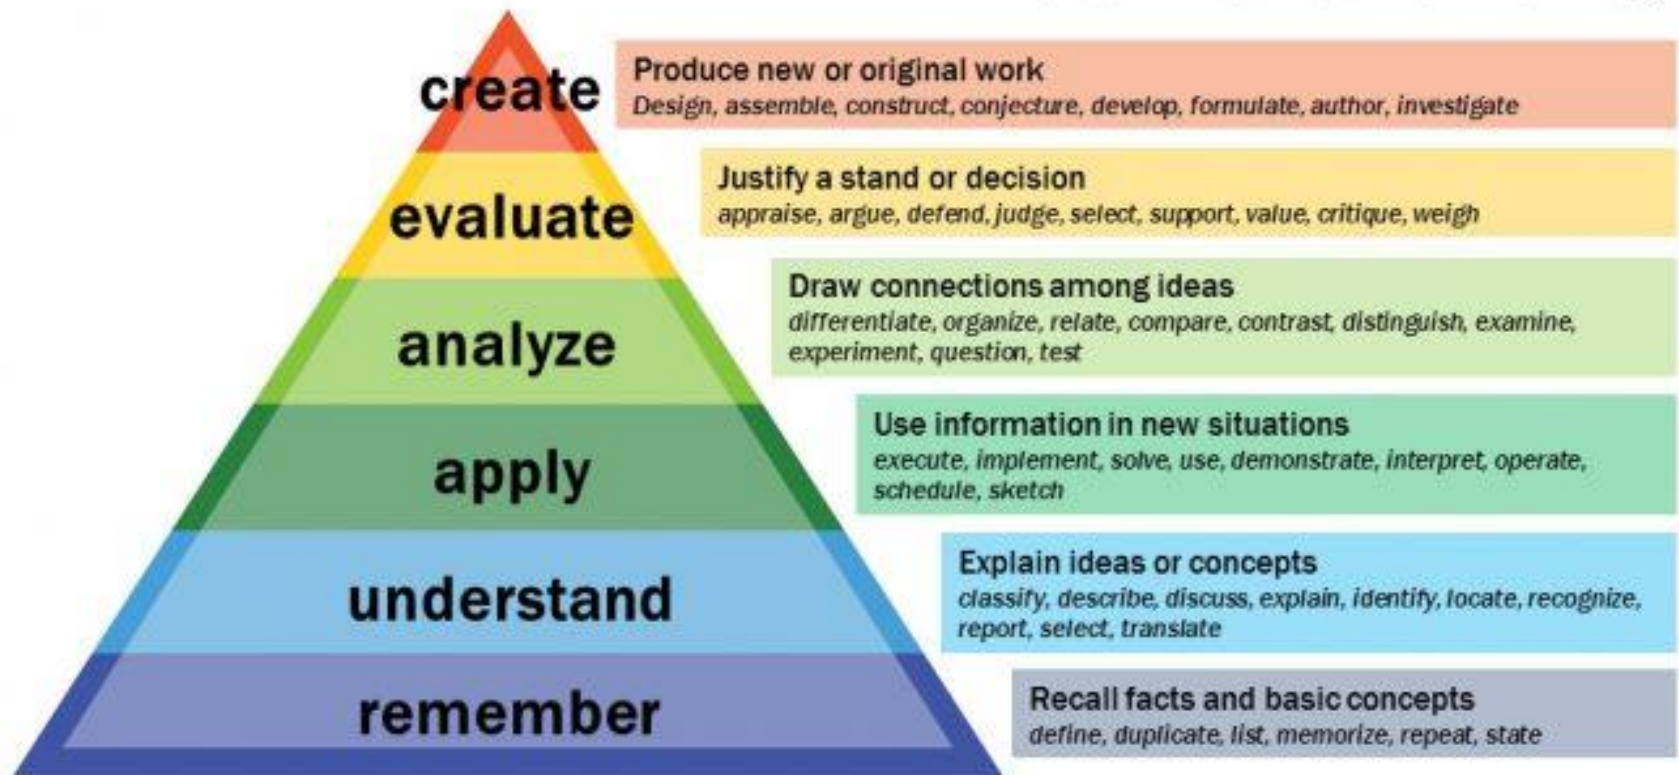 create
Produce new or original work
Design, assemble, construct, conjecture, develop, formulate, author, investigate
evaluate
Justify a stand or decision
appraise, argue, defend, judge, select, support, value, critique, weigh
analyze
Draw connections among ideas
differentiate, organize, relate, compare, contrast, distinguish, examine,
experiment, question, test
apply
Use information in new situations
execute, implement, solve, use, demonstrate, interpret, operate,
schedule, sketch
understand
Explain ideas or concepts
classify, describe, discuss, explain, identify, locate, recognize,
report, select, translate
remember
Recall facts and basic concepts
define, duplicate, list, memorize, repeat, state